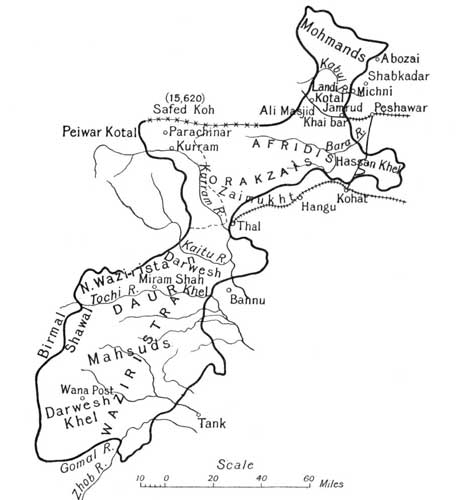 Mohmands
Abozai
Kabul R.
Shabkadar
Landi
Kotal
Michni
(15,620)
Safed Koh
Ali Masjid
Jamrud
Peshawar
Khaibar
Peiwar Kotal
Parachinar
Kurram
AFRIDIS
Bara R.
Hassan Khel
ORAKZAIS
Zaimukht
Kurram R.
Hangu
Kohat
Thal
Kaitu R.
N. Waziristan
Darwesh
Khel
Miram Shah
Tochi R.
DAUR
Bannu
Birmal
Shawal
WAZIRISTAN
Mahsuds
Wana Post
Darwesh
Khel
Tank
Gomal R.
Zhob R.
Scale
10 0 20 40 60 Miles